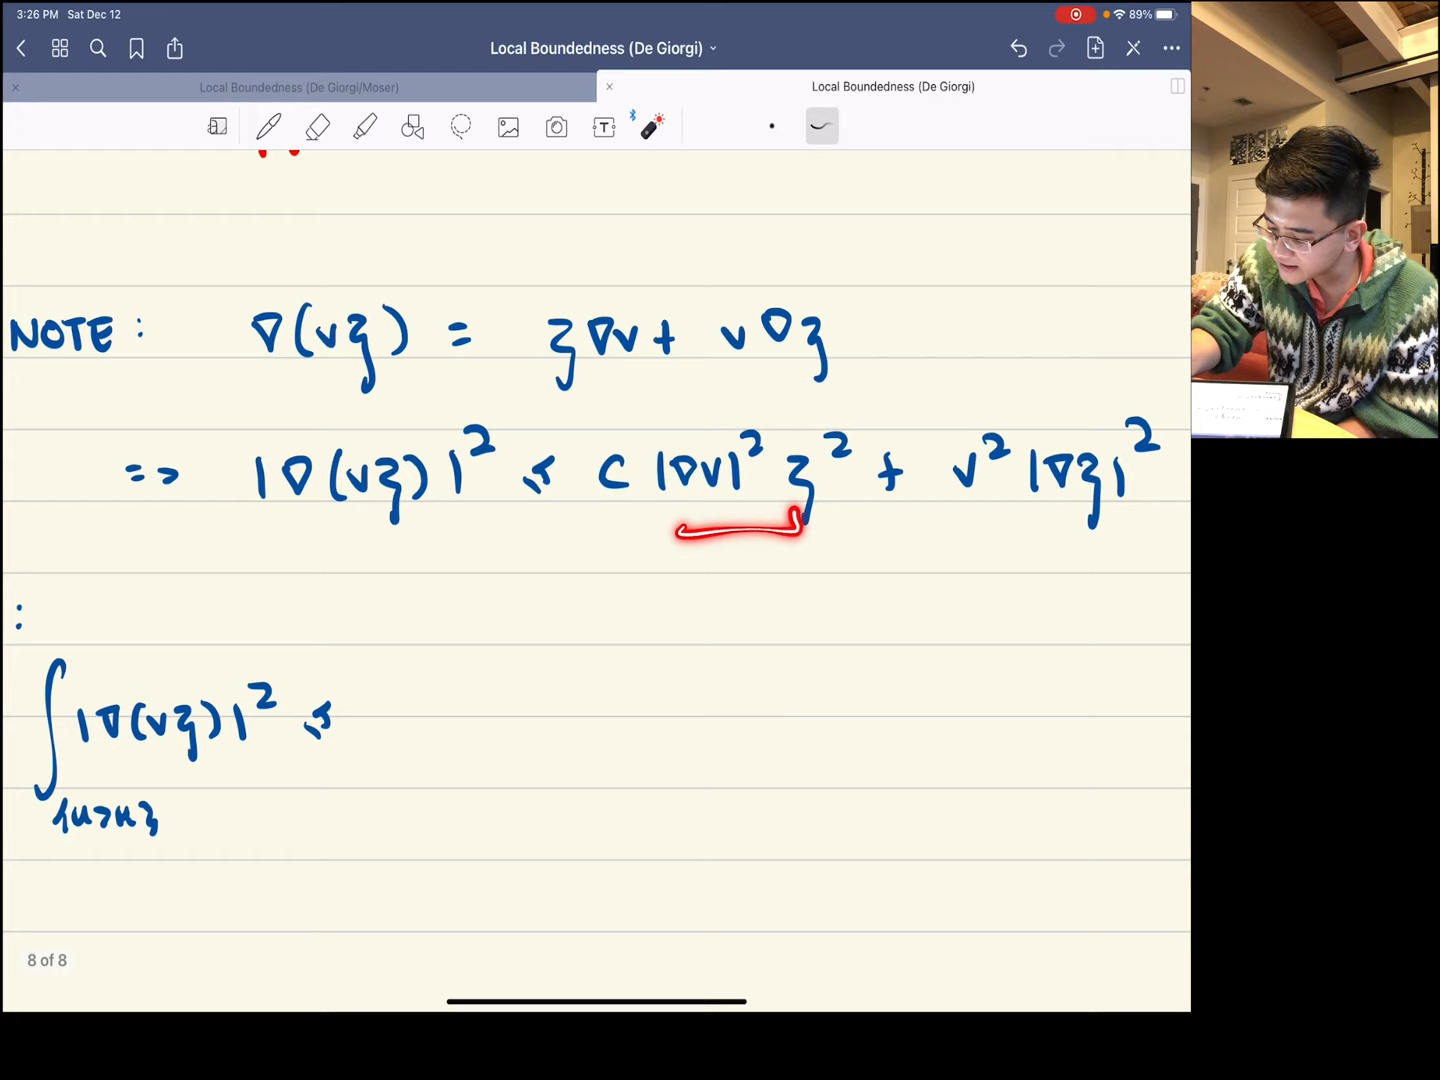 3:26 PM Sat Dec 12
89%
Local Boundedness (De Giorgi)
Local Boundedness (De Giorgi/Moser)
Local Boundedness (De Giorgi)
NOTE : ∇(vζ) = ζ∇v + v∇ζ
=> |∇(vζ)|² ≤ C |∇v|² ζ² + v² |∇ζ|²
:
∫ |∇(vζ)|² ≤
{u>k}
8 of 8